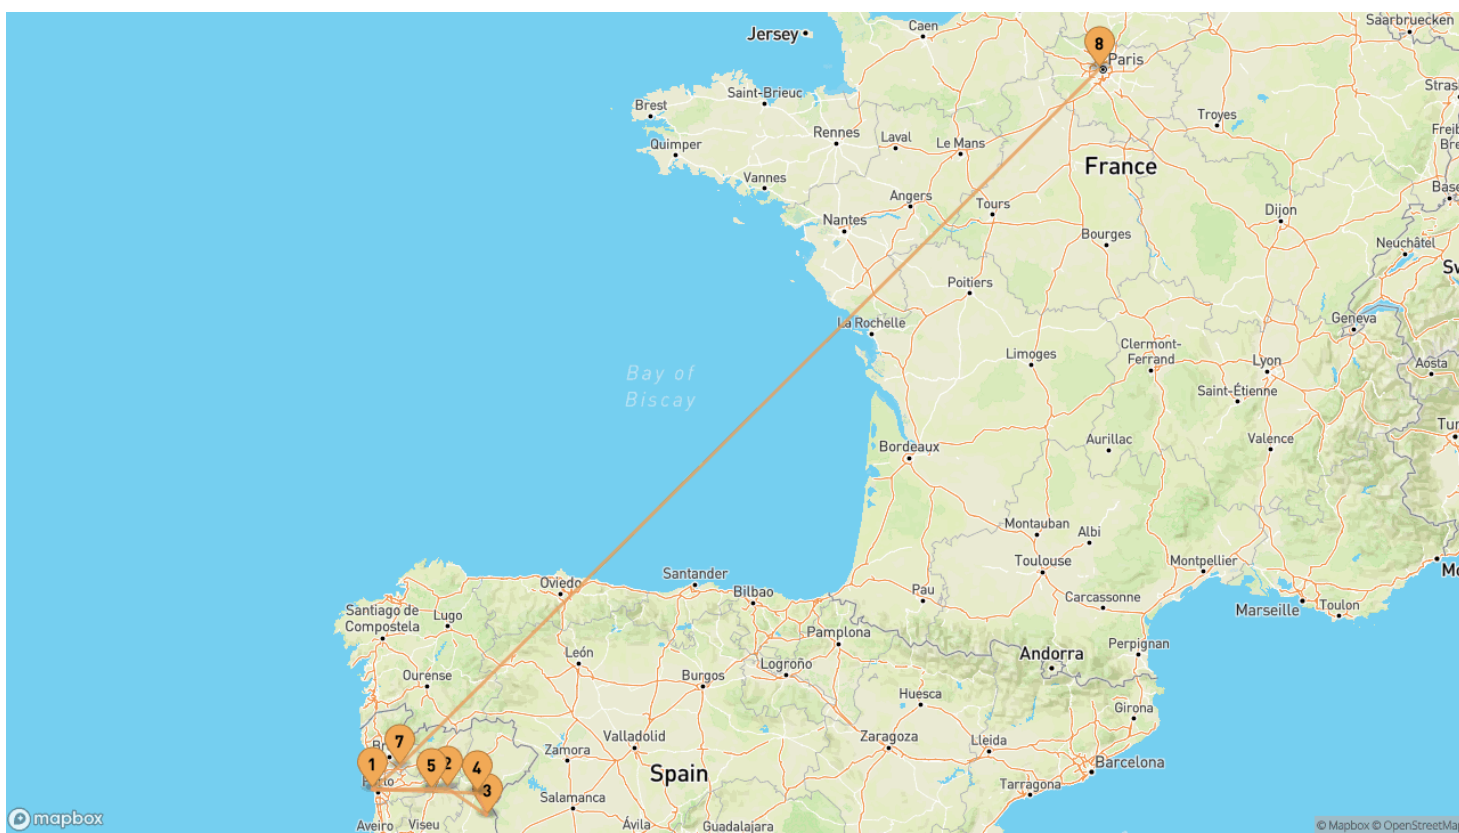 Jersey
Caen
8
Paris
Saarbruecken
Brest
Saint-Brieuc
Rennes
Laval
Le Mans
Troyes
Quimper
France
Vannes
Angers
Tours
Nantes
Bourges
Dijon
Neuchâtel
Poitiers
La Rochelle
Geneva
Bay of
Biscay
Limoges
Clermont-
Ferrand
Lyon
Aosta
Saint-Étienne
Bordeaux
Aurillac
Valence
Montauban
Albi
Toulouse
Montpellier
Oviedo
Santander
Bilbao
Pau
Carcassonne
Marseille
Toulon
Santiago de
Compostela
Lugo
Pamplona
Perpignan
León
Logroño
Andorra
Ourense
Burgos
Huesca
Girona
7
Zamora
Valladolid
Zaragoza
Lleida
1
5
2
4
3
Spain
Barcelona
Tarragona
Salamanca
Aveiro
Viseu
Ávila
Guadalajara
mapbox
© Mapbox © OpenStreetMap